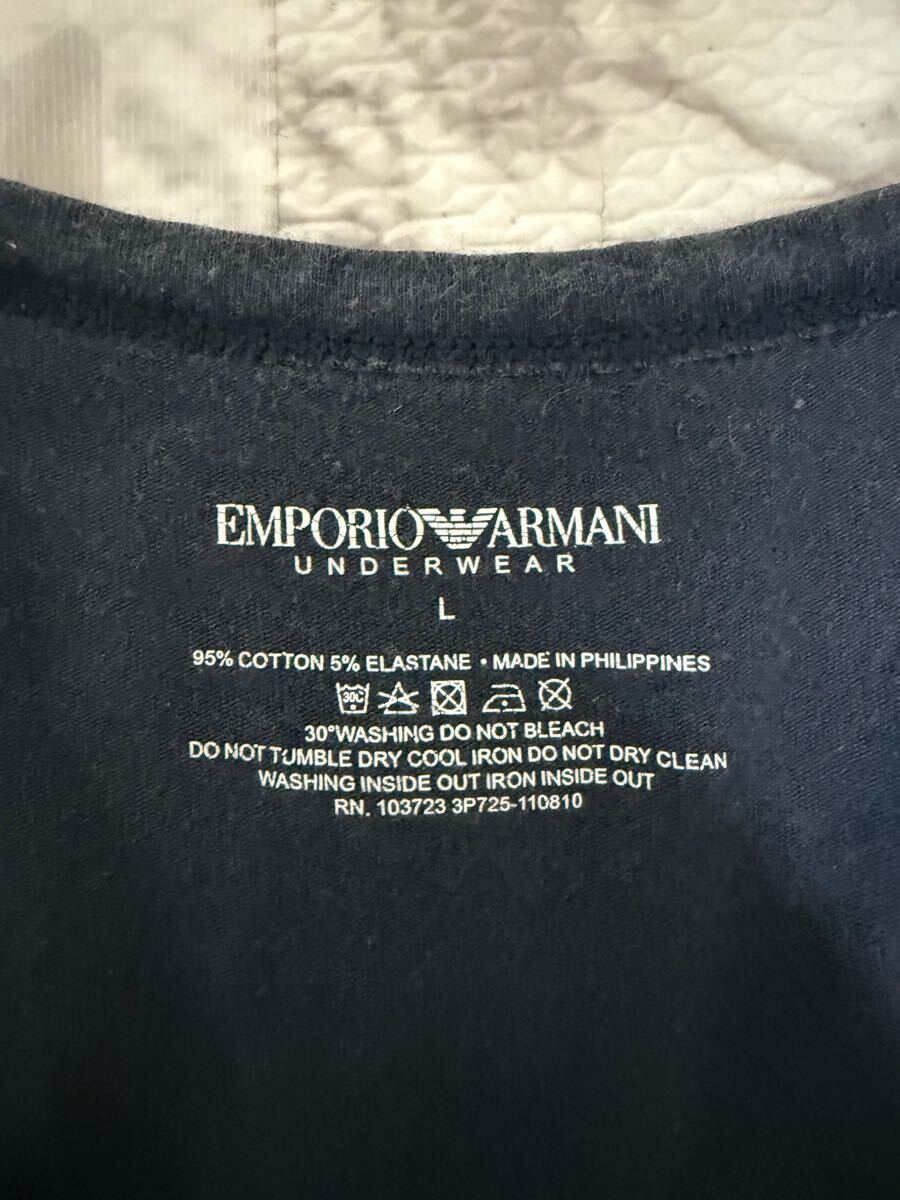 EMPORIO ARMANI
UNDERWEAR
L
95% COTTON 5% ELASTANE • MADE IN PHILIPPINES
30C
30°WASHING DO NOT BLEACH
DO NOT TUMBLE DRY COOL IRON DO NOT DRY CLEAN
WASHING INSIDE OUT IRON INSIDE OUT
RN. 103723 3P725-110810